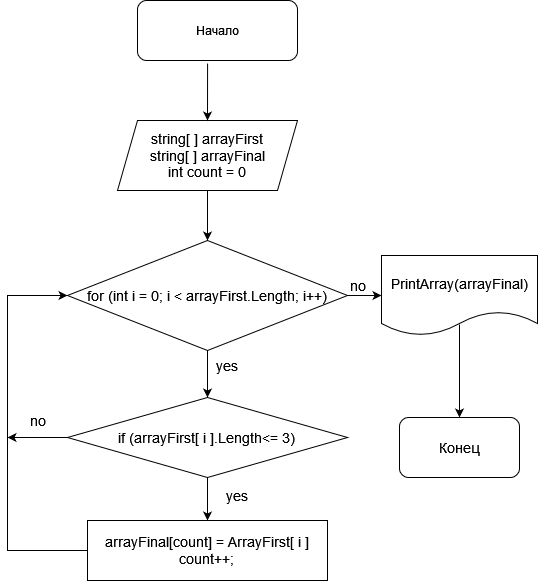 Начало
string[ ] arrayFirst
string[ ] arrayFinal
int count = 0
for (int i = 0; i < arrayFirst.Length; i++)
no
PrintArray(arrayFinal)
yes
no
if (arrayFirst[ i ].Length<= 3)
Конец
yes
arrayFinal[count] = ArrayFirst[ i ]
count++;